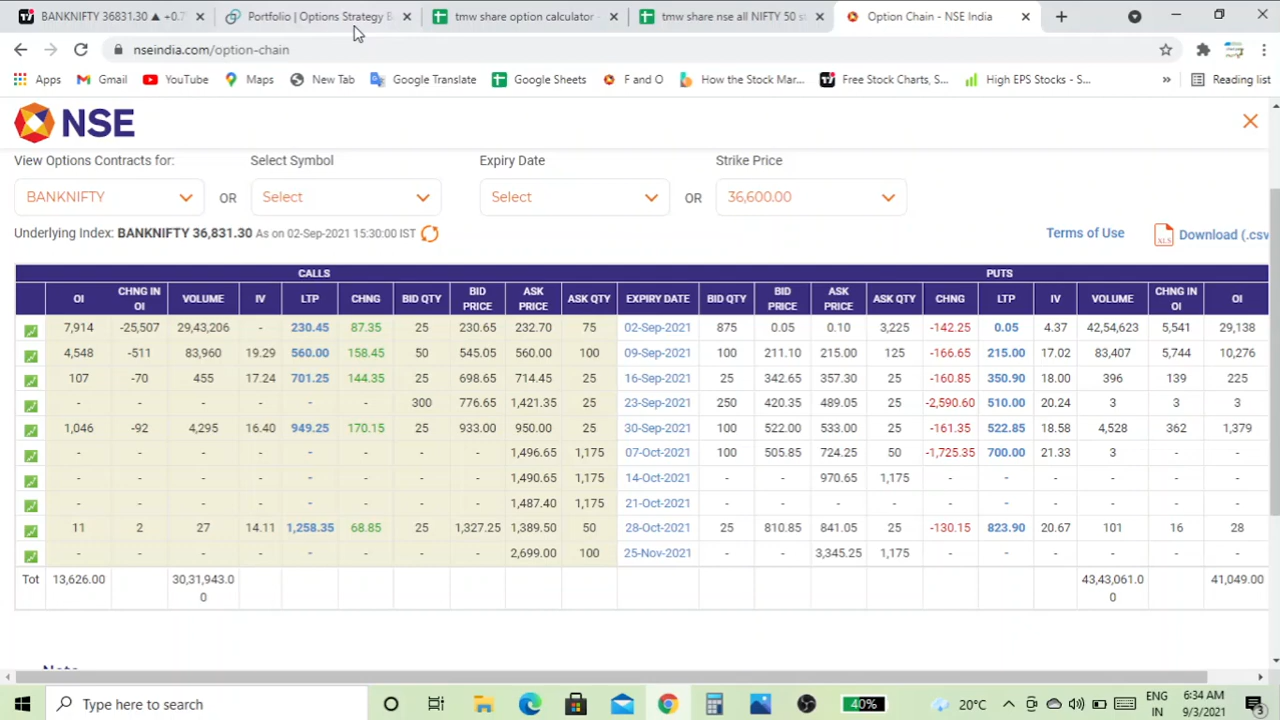 BANKNIFTY 36831.30 ▲ +0.7
Portfolio | Options Strategy B
tmw share option calculator -
tmw share nse all NIFTY 50 st
Option Chain - NSE India
nseindia.com/option-chain
Apps Gmail YouTube Maps New Tab Google Translate Google Sheets F and O How the Stock Mar... Free Stock Charts, S... High EPS Stocks - S... » Reading list
NSE
View Options Contracts for: Select Symbol Expiry Date Strike Price
BANKNIFTY OR Select Select OR 36,600.00
Underlying Index: BANKNIFTY 36,831.30 As on 02-Sep-2021 15:30:00 IST Terms of Use XLS Download (.csv
CALLS PUTS
OI CHNG IN OI VOLUME IV LTP CHNG BID QTY BID PRICE ASK PRICE ASK QTY EXPIRY DATE BID QTY BID PRICE ASK PRICE ASK QTY CHNG LTP IV VOLUME CHNG IN OI OI
7,914 -25,507 29,43,206 - 230.45 87.35 25 230.65 232.70 75 02-Sep-2021 875 0.05 0.10 3,225 -142.25 0.05 4.37 42,54,623 5,541 29,138
4,548 -511 83,960 19.29 560.00 158.45 50 545.05 560.00 100 09-Sep-2021 100 211.10 215.00 125 -166.65 215.00 17.02 83,407 5,744 10,276
107 -70 455 17.24 701.25 144.35 25 698.65 714.45 25 16-Sep-2021 25 342.65 357.30 25 -160.85 350.90 18.00 396 139 225
- - - - - - 300 776.65 1,421.35 25 23-Sep-2021 250 420.35 489.05 25 -2,590.60 510.00 20.24 3 3 3
1,046 -92 4,295 16.40 949.25 170.15 25 933.00 950.00 25 30-Sep-2021 100 522.00 533.00 25 -161.35 522.85 18.58 4,528 362 1,379
- - - - - - - - 1,496.65 1,175 07-Oct-2021 100 505.85 724.25 50 -1,725.35 700.00 21.33 3 - -
- - - - - - - - 1,490.65 1,175 14-Oct-2021 - - 970.65 1,175 - - - - - -
- - - - - - - - 1,487.40 1,175 21-Oct-2021 - - - - - - - - - -
11 2 27 14.11 1,258.35 68.85 25 1,327.25 1,389.50 50 28-Oct-2021 25 810.85 841.05 25 -130.15 823.90 20.67 101 16 28
- - - - - - - - 2,699.00 100 25-Nov-2021 - - 3,345.25 1,175 - - - - - -
Tot 13,626.00 30,31,943.00 43,43,061.00 41,049.00
Note
Type here to search 40% 20°C ENG IN 6:34 AM 9/3/2021 3